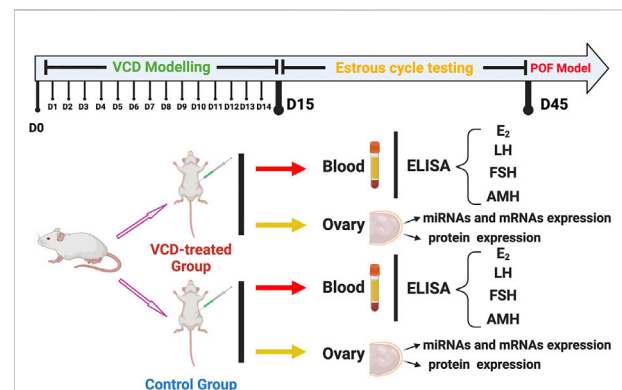 VCD Modelling
Estrous cycle testing
POF Model
D1 D2 D3 D4 D5 D6 D7 D8 D9 D10 D11 D12 D13 D14
D15
D45
D0
E₂
LH
Blood
ELISA
FSH
AMH
Ovary
miRNAs and mRNAs expression
protein expression
VCD-treated
Group
E₂
LH
Blood
ELISA
FSH
AMH
Ovary
miRNAs and mRNAs expression
protein expression
Control Group